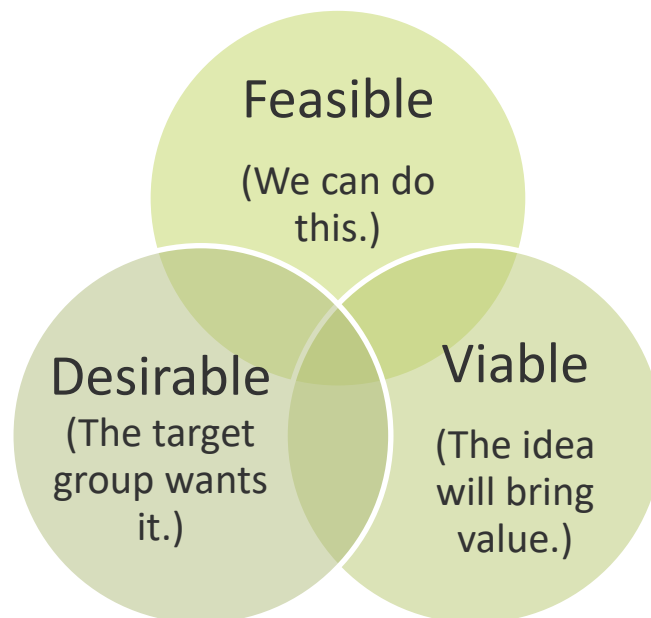 Feasible
(We can do
this.)
Desirable
(The target
group wants
it.)
Viable
(The idea
will bring
value.)